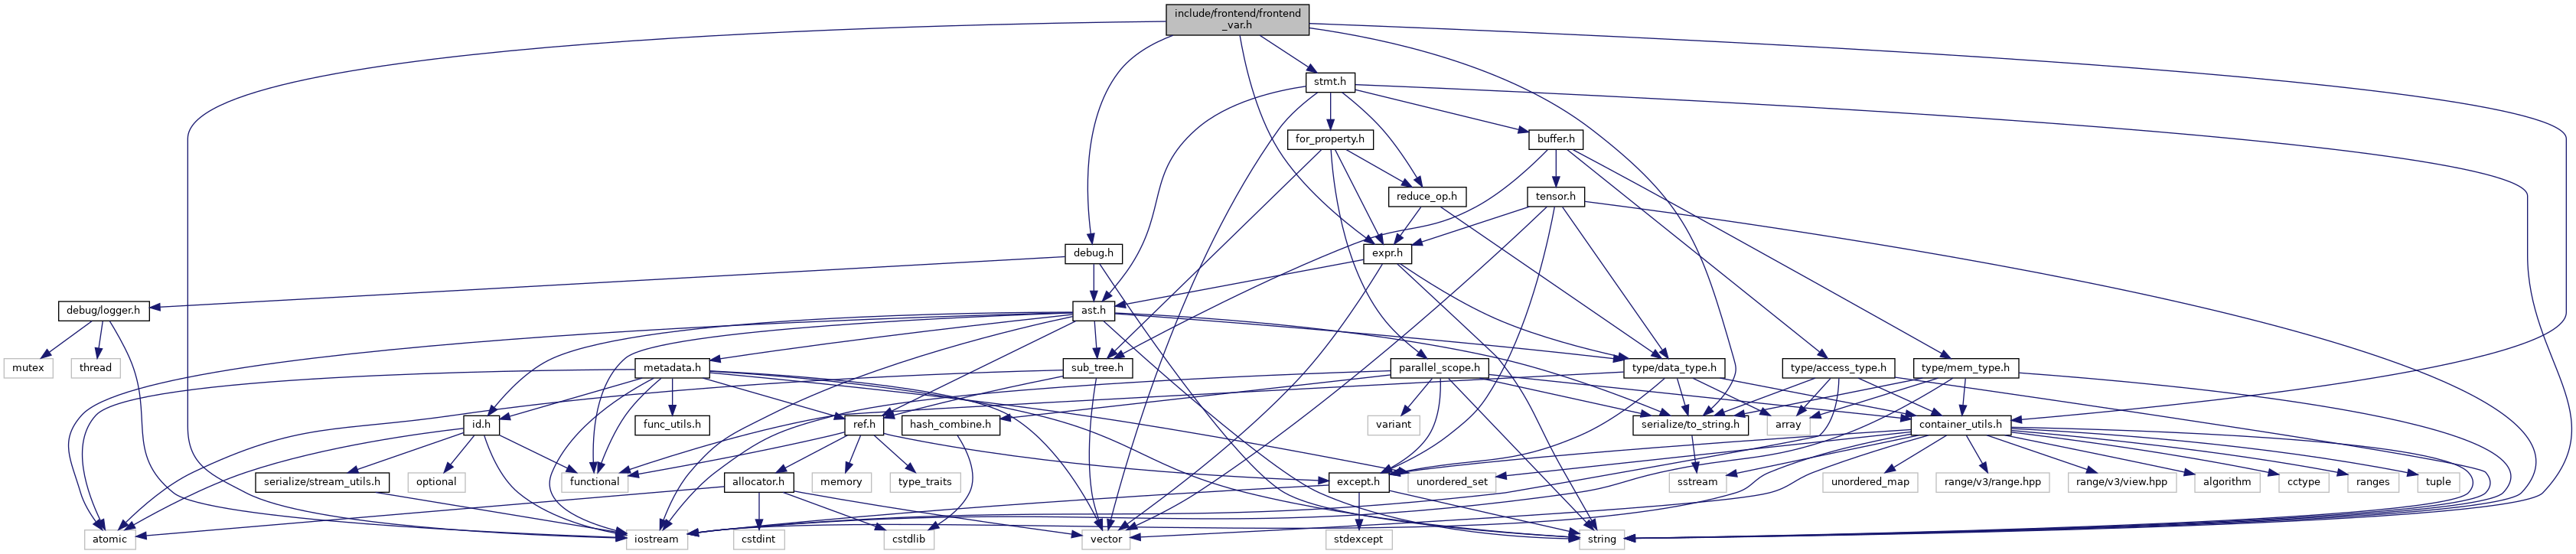 include/frontend/frontend
_var.h
stmt.h
for_property.h
buffer.h
reduce_op.h
tensor.h
debug.h
expr.h
debug/logger.h
ast.h
mutex
thread
metadata.h
sub_tree.h
parallel_scope.h
type/data_type.h
type/access_type.h
type/mem_type.h
id.h
func_utils.h
ref.h
hash_combine.h
variant
serialize/to_string.h
array
container_utils.h
serialize/stream_utils.h
optional
functional
allocator.h
memory
type_traits
except.h
unordered_set
sstream
unordered_map
range/v3/range.hpp
range/v3/view.hpp
algorithm
cctype
ranges
tuple
atomic
iostream
cstdint
cstdlib
vector
stdexcept
string